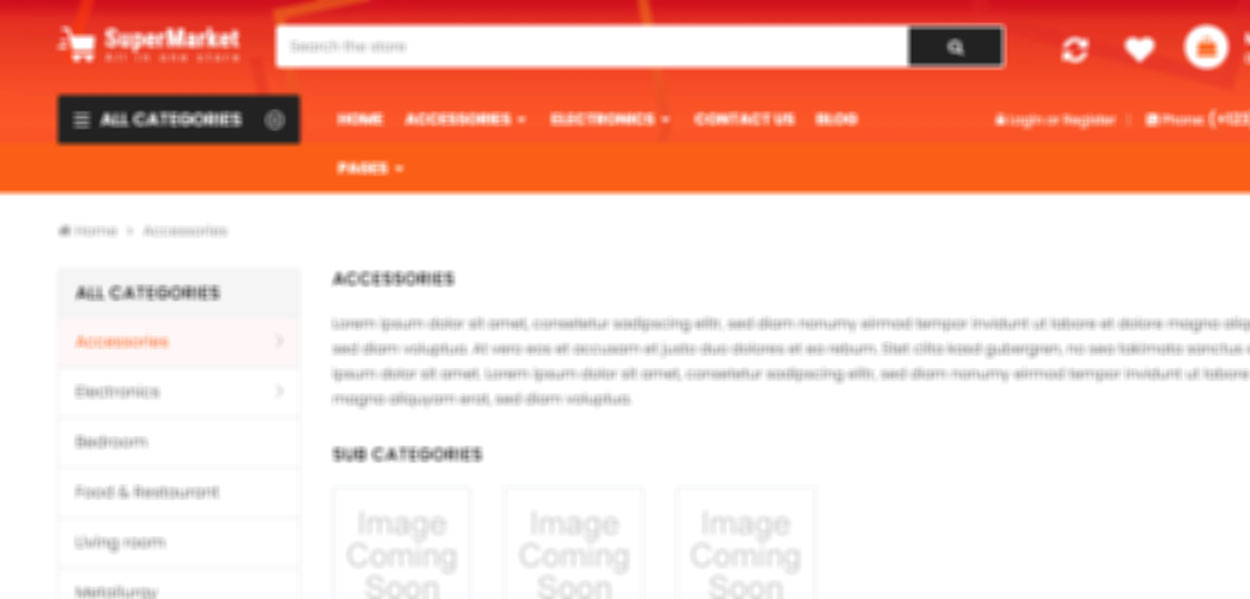 SuperMarket
All in one store
Search the store
ALL CATEGORIES
HOME ACCESSORIES ELECTRONICS CONTACT US BLOG
Login or Register | Phone: (+123
PAGES
Home > Accessories
ALL CATEGORIES
Accessories
Electronics
Bedroom
Food & Restaurant
Living room
Metallurgy
ACCESSORIES
Lorem ipsum dolor sit amet, consetetur sadipscing elitr, sed diam nonumy eirmod tempor invidunt ut labore et dolore magna
sed diam voluptua. At vero eos et accusam et justo duo dolores et ea rebum. Stet clita kasd gubergren, no sea takimata sanctus
ipsum dolor sit amet. Lorem ipsum dolor sit amet, consetetur sadipscing elitr, sed diam nonumy eirmod tempor invidunt ut labore
magna aliquyam erat, sed diam voluptua.
SUB CATEGORIES
Image
Coming
Soon
Image
Coming
Soon
Image
Coming
Soon